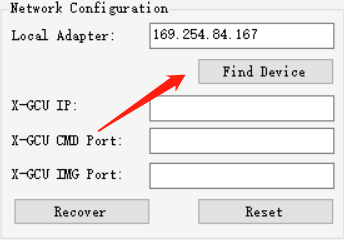 Network Configuration
Local Adapter: 169.254.84.167
Find Device
X-GCU IP:
X-GCU CMD Port:
X-GCU IMG Port:
Recover Reset